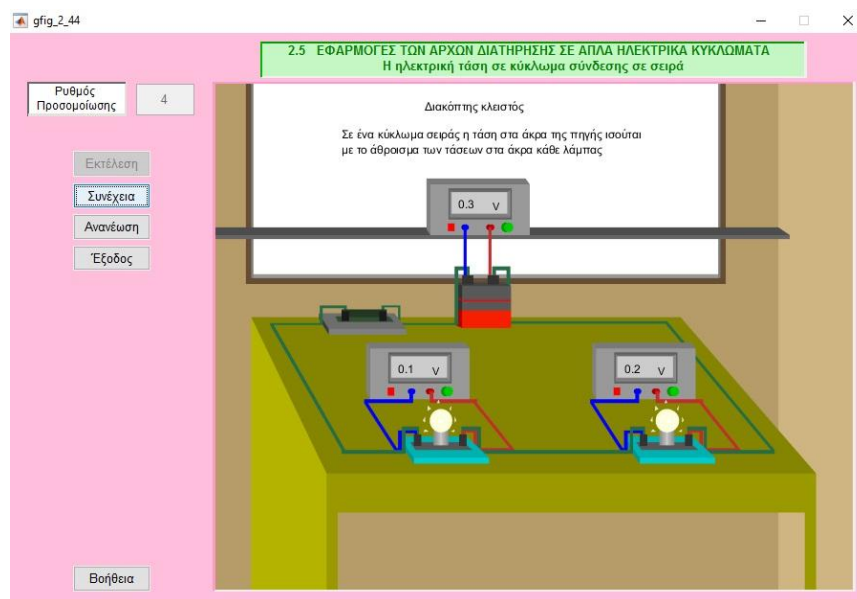 gfig_2_44
2.5 ΕΦΑΡΜΟΓΕΣ ΤΩΝ ΑΡΧΩΝ ΔΙΑΤΗΡΗΣΗΣ ΣΕ ΑΠΛΑ ΗΛΕΚΤΡΙΚΑ ΚΥΚΛΩΜΑΤΑ
Η ηλεκτρική τάση σε κύκλωμα σύνδεσης σε σειρά
Ρυθμός
Προσομοίωσης
4
Εκτέλεση
Συνέχεια
Ανανέωση
Έξοδος
Βοήθεια
Διακόπτης κλειστός
Σε ένα κύκλωμα σειράς η τάση στα άκρα της πηγής ισούται
με το άθροισμα των τάσεων στα άκρα κάθε λάμπας
0.3 V
0.1 V
0.2 V